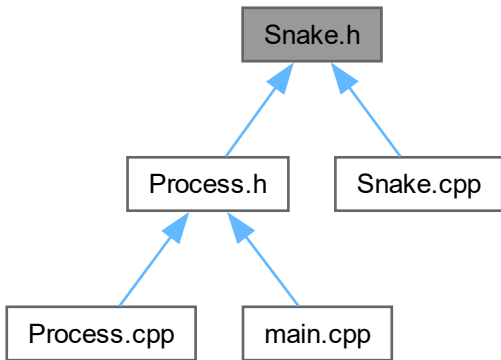 Snake.h
Process.h
Snake.cpp
Process.cpp
main.cpp